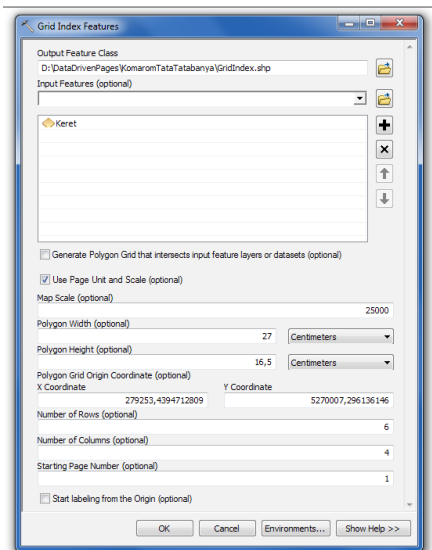 Grid Index Features
Output Feature Class
D:\DataDrivenPages\KomaromTataTatabanya\GridIndex.shp
Input Features (optional)
Keret
Generate Polygon Grid that intersects input feature layers or datasets (optional)
Use Page Unit and Scale (optional)
Map Scale (optional)
25000
Polygon Width (optional)
27 Centimeters
Polygon Height (optional)
16,5 Centimeters
Polygon Grid Origin Coordinate (optional)
X Coordinate Y Coordinate
279253,4394712809 5270007,296136146
Number of Rows (optional)
6
Number of Columns (optional)
4
Starting Page Number (optional)
1
Start labeling from the Origin (optional)
OK Cancel Environments... Show Help >>